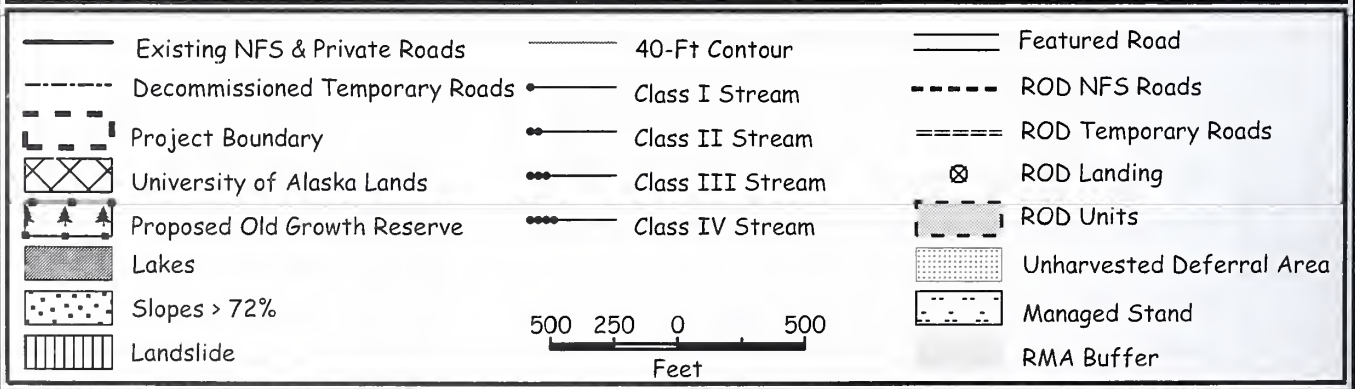 Existing NFS & Private Roads
Decommissioned Temporary Roads
Project Boundary
University of Alaska Lands
Proposed Old Growth Reserve
Lakes
Slopes > 72%
Landslide
40-Ft Contour
Class I Stream
Class II Stream
Class III Stream
Class IV Stream
500 250 0 500
Feet
Featured Road
ROD NFS Roads
ROD Temporary Roads
ROD Landing
ROD Units
Unharvested Deferral Area
Managed Stand
RMA Buffer